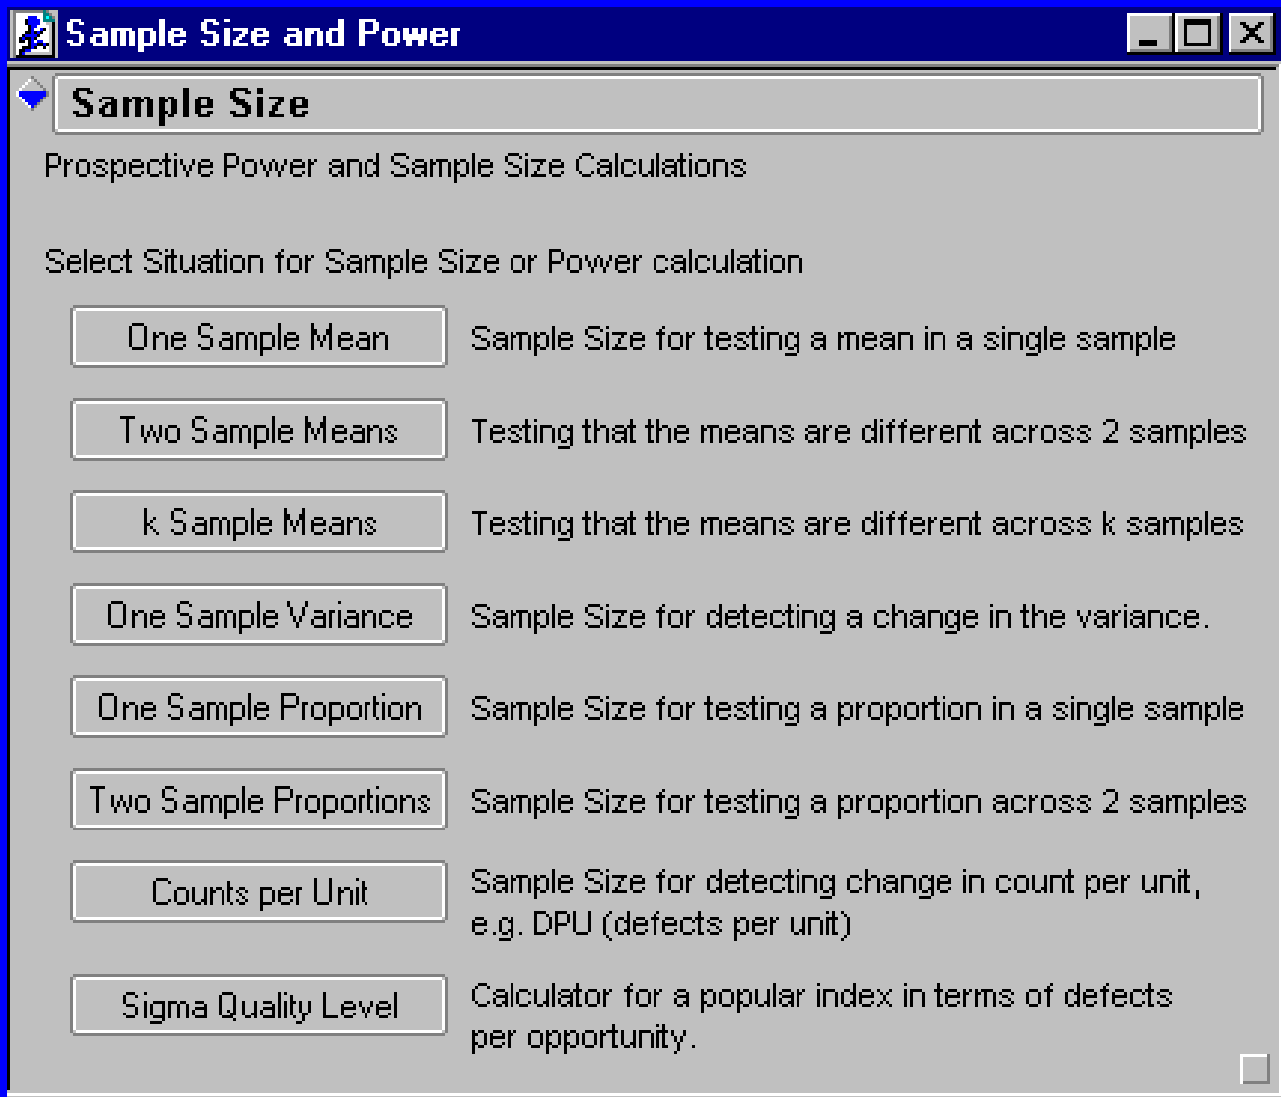 Sample Size and Power
Sample Size
Prospective Power and Sample Size Calculations
Select Situation for Sample Size or Power calculation
One Sample Mean Sample Size for testing a mean in a single sample
Two Sample Means Testing that the means are different across 2 samples
k Sample Means Testing that the means are different across k samples
One Sample Variance Sample Size for detecting a change in the variance.
One Sample Proportion Sample Size for testing a proportion in a single sample
Two Sample Proportions Sample Size for testing a proportion across 2 samples
Counts per Unit Sample Size for detecting change in count per unit,
e.g. DPU (defects per unit)
Sigma Quality Level Calculator for a popular index in terms of defects
per opportunity.